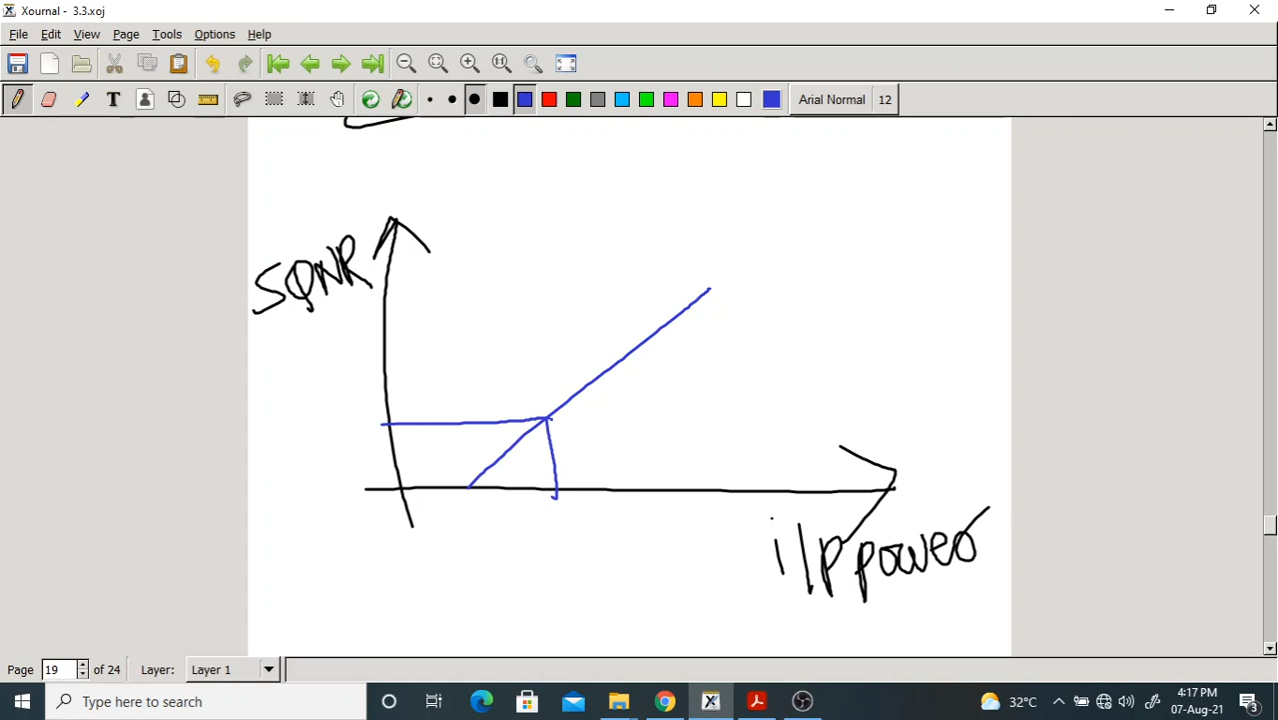 Xournal - 3.3.xoj
File Edit View Page Tools Options Help
T Arial Normal 12
SQNR
i/p power
Page 19 of 24 Layer: Layer 1
Type here to search
32°C
4:17 PM
07-Aug-21
3